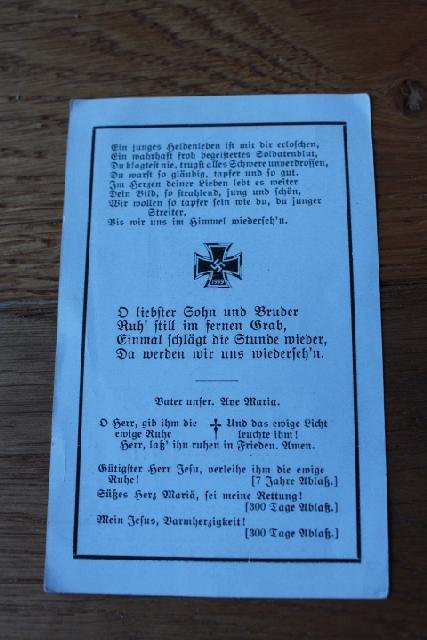 Ein junges Heldenleben ist mit dir erloschen,
Ein wahrhaft froh begeistertes Soldatenblut,
Du klagtest nie, trugst alles Schwere unverdrossen,
Du warst so gläubig, tapfer und so gut.
Im Herzen deiner Lieben lebt es weiter
Dein Bild, so strahlend, jung und schön,
Wir wollen so tapfer sein wie du, du junger
Streiter,
Bis wir uns im Himmel wiederseh'n.
1939
O liebster Sohn und Bruder
Ruh' still im fernen Grab,
Einmal schlägt die Stunde wieder,
Da werden wir uns wiederseh'n.
Vater unser. Ave Maria.
O Herr, gib ihm die ewige Ruhe
Und das ewige Licht leuchte ihm!
Herr, laß' ihn ruhen in Frieden. Amen.
Gütigster Herr Jesu, verleihe ihm die ewige
Ruhe! [7 Jahre Ablaß.]
Süßes Herz Mariä, sei meine Rettung!
[300 Tage Ablaß.]
Mein Jesus, Barmherzigkeit!
[300 Tage Ablaß.]